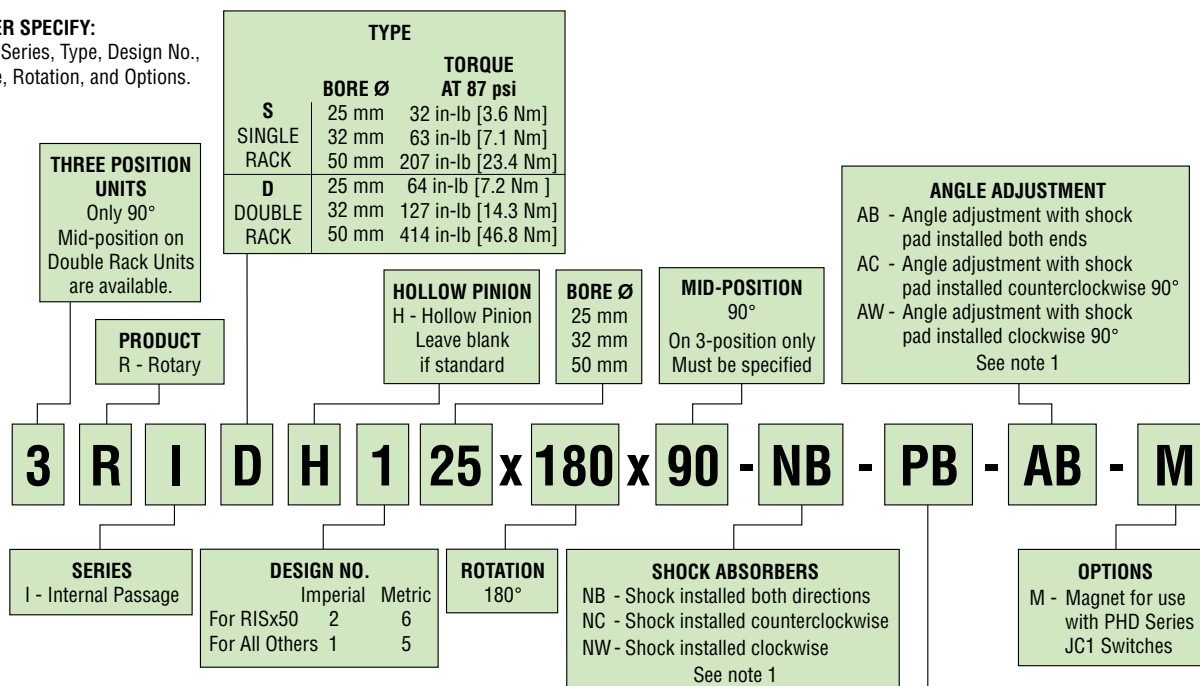 ER SPECIFY:
Series, Type, Design No.,
, Rotation, and Options.
TYPE
TORQUE
BORE Ø AT 87 psi
S 25 mm 32 in-lb [3.6 Nm]
SINGLE 32 mm 63 in-lb [7.1 Nm]
RACK 50 mm 207 in-lb [23.4 Nm]
D 25 mm 64 in-lb [7.2 Nm ]
DOUBLE 32 mm 127 in-lb [14.3 Nm]
RACK 50 mm 414 in-lb [46.8 Nm]
THREE POSITION
UNITS
Only 90°
Mid-position on
Double Rack Units
are available.
PRODUCT
R - Rotary
HOLLOW PINION
H - Hollow Pinion
Leave blank
if standard
BORE Ø
25 mm
32 mm
50 mm
MID-POSITION
90°
On 3-position only
Must be specified
ANGLE ADJUSTMENT
AB - Angle adjustment with shock
pad installed both ends
AC - Angle adjustment with shock
pad installed counterclockwise 90°
AW - Angle adjustment with shock
pad installed clockwise 90°
See note 1
3 R I D H 1 25 x 180 x 90 - NB - PB - AB - M
SERIES
I - Internal Passage
DESIGN NO.
Imperial Metric
For RISx50 2 6
For All Others 1 5
ROTATION
180°
SHOCK ABSORBERS
NB - Shock installed both directions
NC - Shock installed counterclockwise
NW - Shock installed clockwise
See note 1
OPTIONS
M - Magnet for use
with PHD Series
JC1 Switches